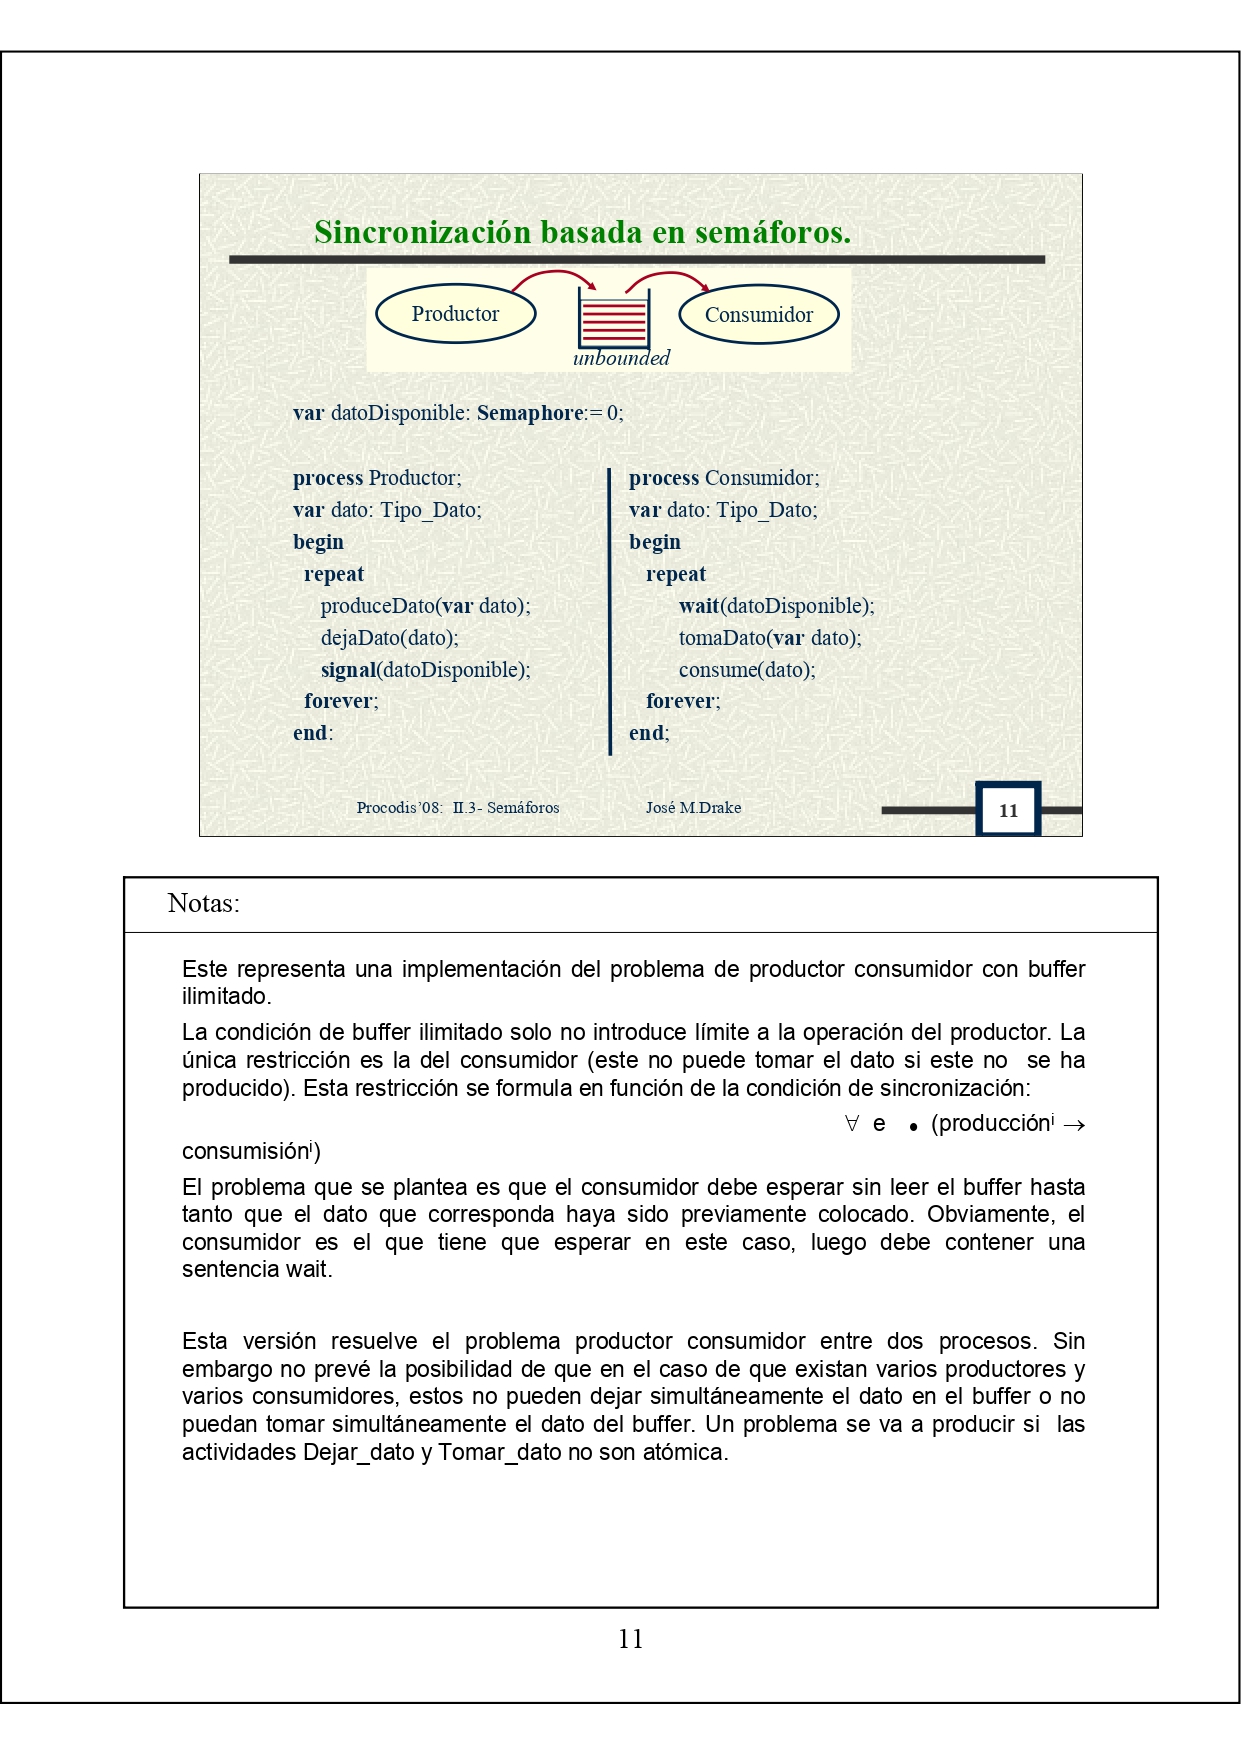 Sincronización basada en semáforos.
Productor
Consumidor
unbounded
var datoDisponible: Semaphore:= 0;
process Productor;
var dato: Tipo_Dato;
begin
repeat
produceDato(var dato);
dejaDato(dato);
signal(datoDisponible);
forever;
end:
process Consumidor;
var dato: Tipo_Dato;
begin
repeat
wait(datoDisponible);
tomaDato(var dato);
consume(dato);
forever;
end;
Procodis’08: II.3- Semáforos
José M.Drake
11
Notas:
Este representa una implementación del problema de productor consumidor con buffer
ilimitado.
La condición de buffer ilimitado solo no introduce límite a la operación del productor. La
única restricción es la del consumidor (este no puede tomar el dato si este no se ha
producido). Esta restricción se formula en función de la condición de sincronización:
∀ e • (producciónⁱ →
consumisiónⁱ)
El problema que se plantea es que el consumidor debe esperar sin leer el buffer hasta
tanto que el dato que corresponda haya sido previamente colocado. Obviamente, el
consumidor es el que tiene que esperar en este caso, luego debe contener una
sentencia wait.
Esta versión resuelve el problema productor consumidor entre dos procesos. Sin
embargo no prevé la posibilidad de que en el caso de que existan varios productores y
varios consumidores, estos no pueden dejar simultáneamente el dato en el buffer o no
puedan tomar simultáneamente el dato del buffer. Un problema se va a producir si las
actividades Dejar_dato y Tomar_dato no son atómica.
11